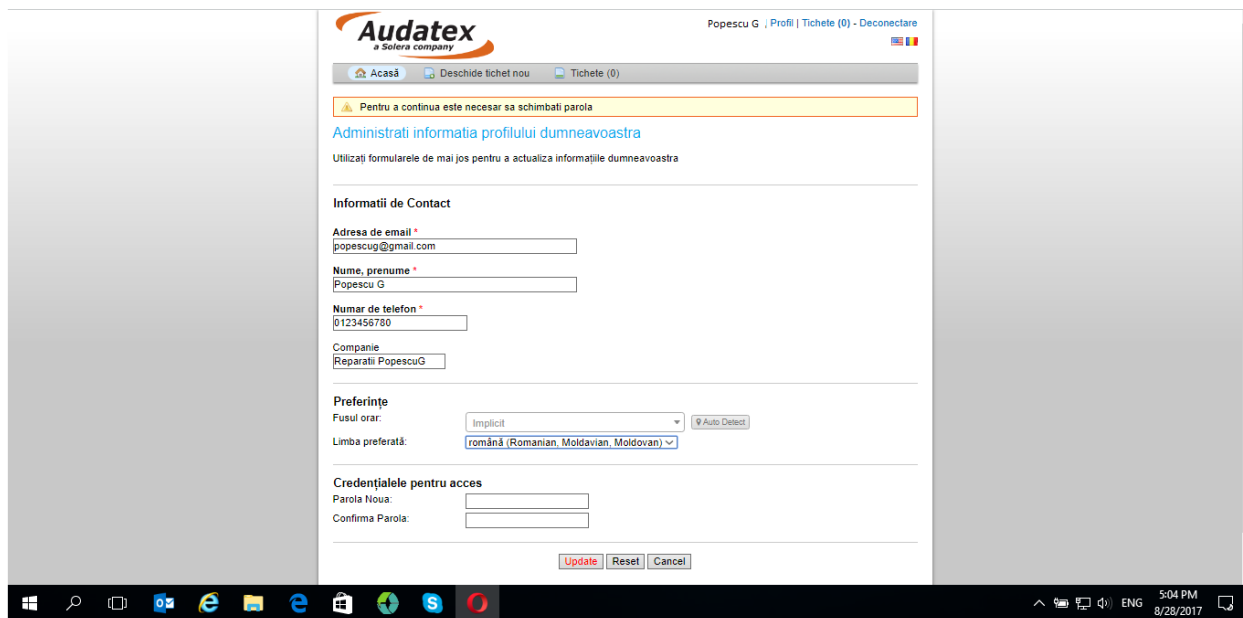 Audatex
a Solera company
Popescu G | Profil | Tichete (0) - Deconectare
Acasă Deschide tichet nou Tichete (0)
Pentru a continua este necesar sa schimbati parola
Administrati informatia profilului dumneavoastra
Utilizați formularele de mai jos pentru a actualiza informațiile dumneavoastra
Informatii de Contact
Adresa de email *
popescug@gmail.com
Nume, prenume *
Popescu G
Numar de telefon *
0123456780
Companie
Reparatii PopescuG
Preferințe
Fusul orar: Implicit Auto Detect
Limba preferată: română (Romanian, Moldavian, Moldovan)
Credențialele pentru acces
Parola Noua:
Confirma Parola:
Update Reset Cancel
ENG 5:04 PM
8/28/2017